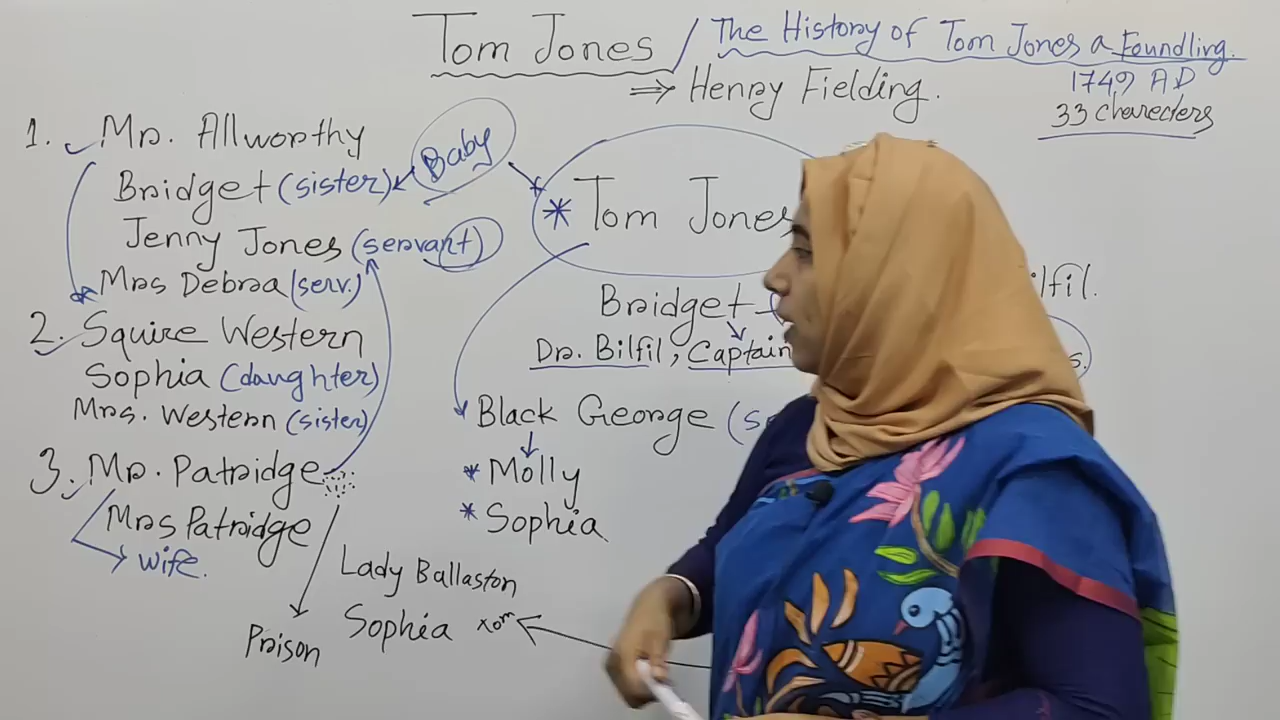 Tom Jones / The History of Tom Jones a Foundling.
⇒ Henry Fielding.
1749 AD
33 charecters
1. Mr. Allworthy
Bridget (sister)
Baby
Jenny Jones (servant)
Mrs Debra (serv.)
2. Squire Western
Sophia (daughter)
Mrs. Western (sister)
3. Mr. Patridge
Mrs Patridge
wife.
Prison
* Tom Jones
Bridget
ilfil.
Dr. Bilfil, Captain
s.
Black George (s
* Molly
* Sophia
Lady Ballaston
Sophia Tom